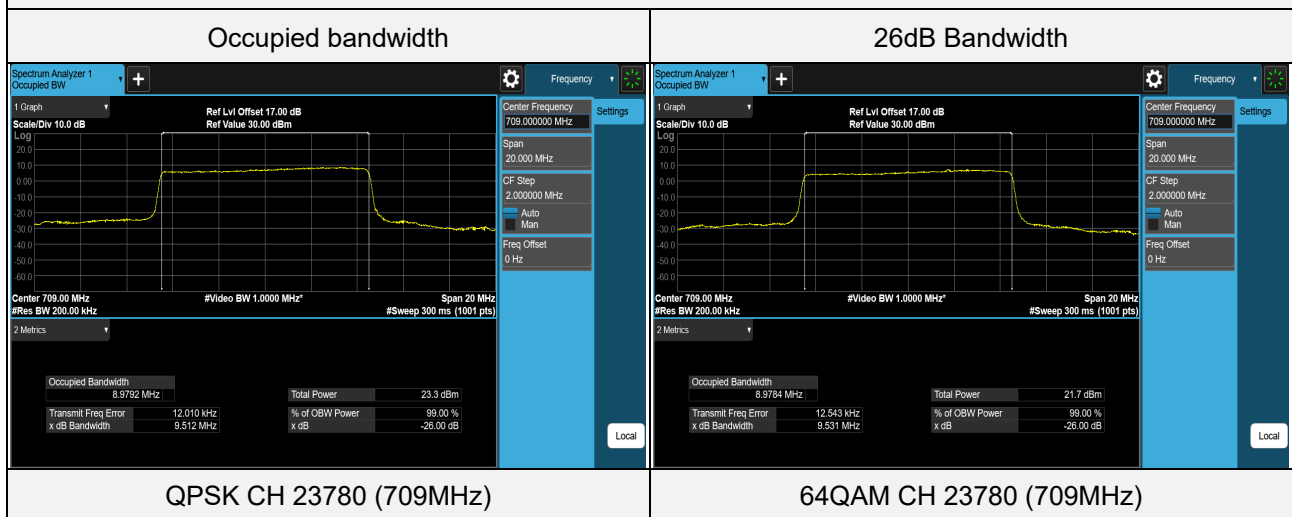 Occupied bandwidth
26dB Bandwidth
Spectrum Analyzer 1
Occupied BW
+
Frequency
1 Graph
Scale/Div 10.0 dB
Ref Lvl Offset 17.00 dB
Ref Value 30.00 dBm
Log
20.0
10.0
0.00
-10.0
-20.0
-30.0
-40.0
-50.0
-60.0
Center 709.00 MHz
#Res BW 200.00 kHz
#Video BW 1.0000 MHz*
Span 20 MHz
#Sweep 300 ms (1001 pts)
Center Frequency
709.000000 MHz
Span
20.000 MHz
CF Step
2.000000 MHz
Auto
Man
Freq Offset
0 Hz
Settings
Local
2 Metrics
Occupied Bandwidth
8.9792 MHz
Transmit Freq Error 12.010 kHz
x dB Bandwidth 9.512 MHz
Total Power 23.3 dBm
% of OBW Power 99.00 %
x dB -26.00 dB
Spectrum Analyzer 1
Occupied BW
+
Frequency
1 Graph
Scale/Div 10.0 dB
Ref Lvl Offset 17.00 dB
Ref Value 30.00 dBm
Log
20.0
10.0
0.00
-10.0
-20.0
-30.0
-40.0
-50.0
-60.0
Center 709.00 MHz
#Res BW 200.00 kHz
#Video BW 1.0000 MHz*
Span 20 MHz
#Sweep 300 ms (1001 pts)
Center Frequency
709.000000 MHz
Span
20.000 MHz
CF Step
2.000000 MHz
Auto
Man
Freq Offset
0 Hz
Settings
Local
2 Metrics
Occupied Bandwidth
8.9784 MHz
Transmit Freq Error 12.543 kHz
x dB Bandwidth 9.531 MHz
Total Power 21.7 dBm
% of OBW Power 99.00 %
x dB -26.00 dB
QPSK CH 23780 (709MHz)
64QAM CH 23780 (709MHz)